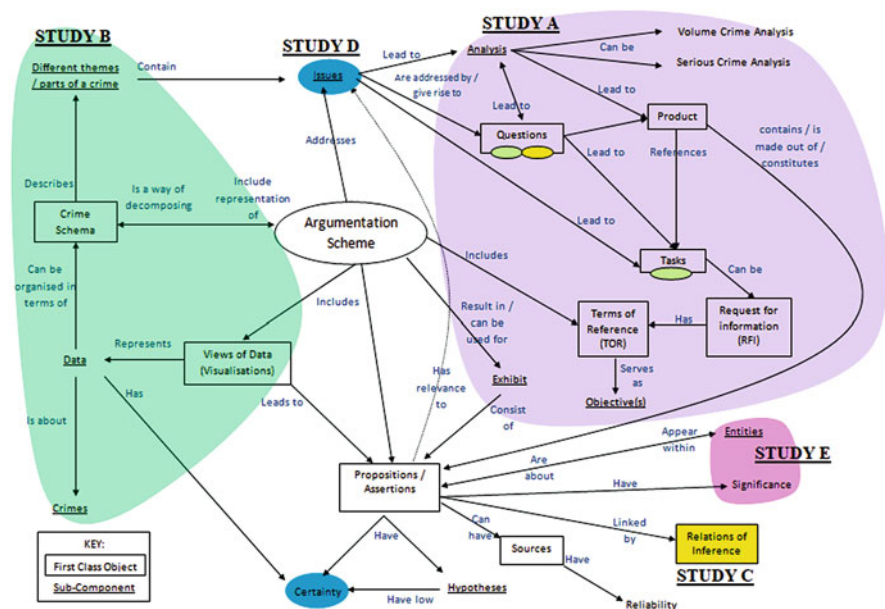 STUDY B
STUDY D
STUDY A
Different themes
/ parts of a crime
Contain
Issues
Lead to
Analysis
Can be
Volume Crime Analysis
Serious Crime Analysis
Are addressed by /
give rise to
Lead to
Lead to
Product
Questions
contains / is
made out of /
constitutes
Addresses
Lead to
References
Describes
Is a way of
decomposing
Include
representation
of
Crime
Schema
Argumentation
Scheme
Lead to
Tasks
Includes
Can be
Can be
organised in
terms of
Includes
Result in /
can be
used for
Terms of
Reference
(TOR)
Has
Request for
information
(RFI)
Data
Represents
Views of Data
(Visualisations)
Has
Has
relevance
to
Exhibit
Serves
as
Objective(s)
Leads to
Consist
of
Is about
Appear
within
Entities
Are
about
STUDY E
Propositions /
Assertions
Have
Significance
Crimes
Can
have
Linked
by
Relations of
Inference
KEY:
First Class Object
Sub-Component
Have
Sources
Have
STUDY C
Certainty
Have low
Hypotheses
Reliability